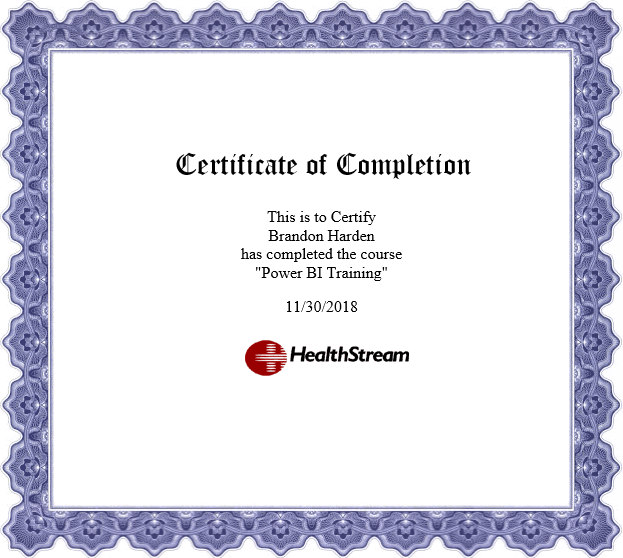 Certificate of Completion
This is to Certify
Brandon Harden
has completed the course
"Power BI Training"
11/30/2018
HealthStream